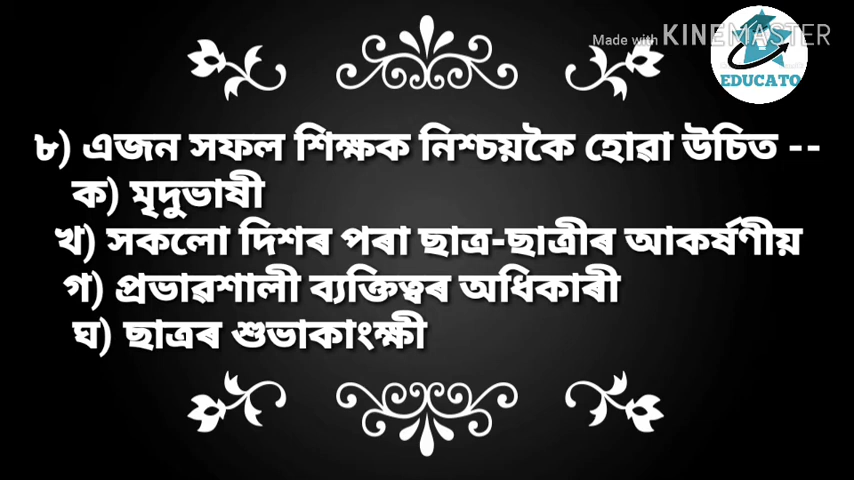 Made with KINEMASTER
EDUCATO
৮) এজন সফল শিক্ষক নিশ্চয়কৈ হোৱা উচিত --
ক) মৃদুভাষী
খ) সকলো দিশৰ পৰা ছাত্ৰ-ছাত্ৰীৰ আকৰ্ষণীয়
গ) প্ৰভাৱশালী ব্যক্তিত্বৰ অধিকাৰী
ঘ) ছাত্ৰৰ শুভাকাংক্ষী